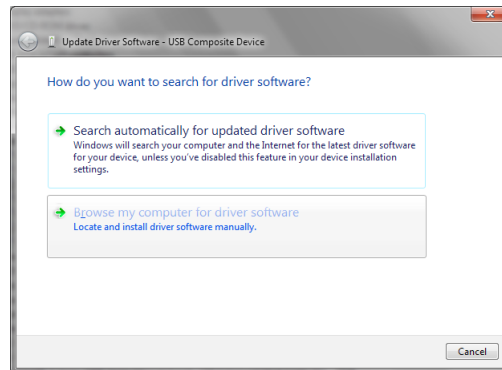 Update Driver Software - USB Composite Device
How do you want to search for driver software?
Search automatically for updated driver software
Windows will search your computer and the Internet for the latest driver software
for your device, unless you've disabled this feature in your device installation
settings.
Browse my computer for driver software
Locate and install driver software manually.
Cancel